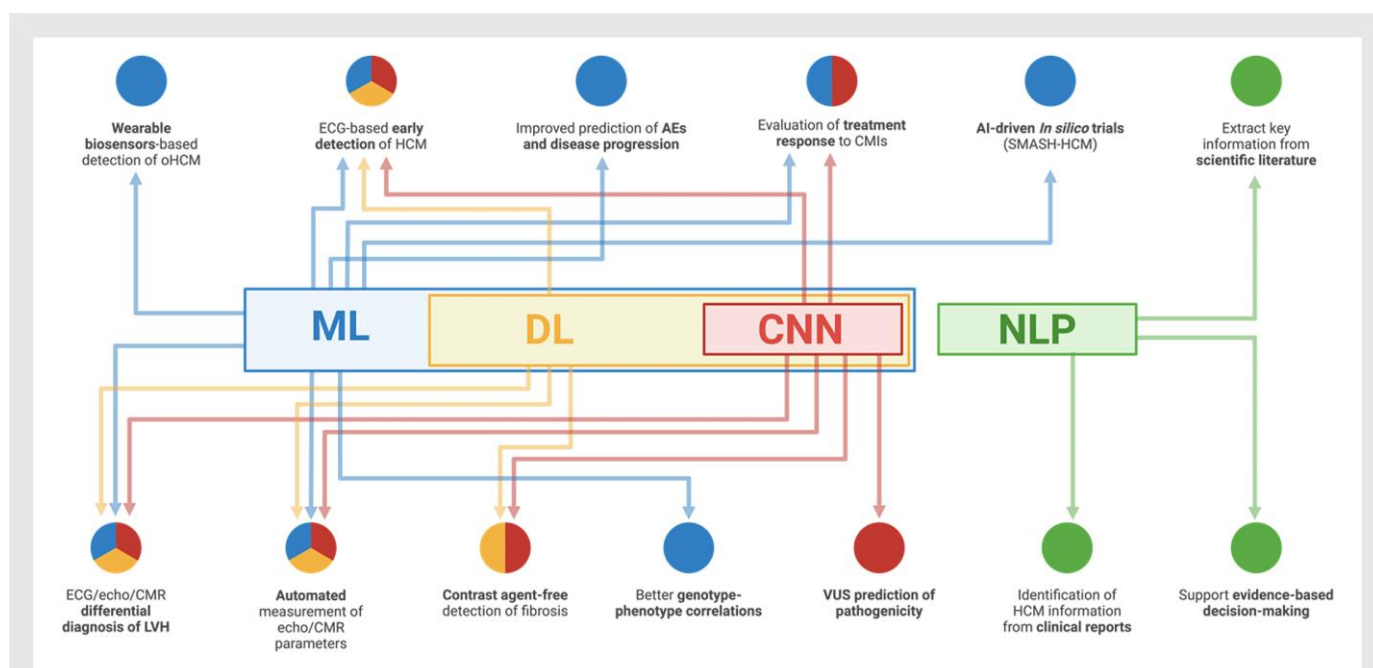 Wearable
biosensors-based
detection of oHCM
ECG-based early
detection of HCM
Improved prediction of AEs
and disease progression
Evaluation of treatment
response to CMIs
AI-driven In silico trials
(SMASH-HCM)
Extract key
information from
scientific literature
ML
DL
CNN
NLP
ECG/echo/CMR
differential
diagnosis of LVH
Automated
measurement of
echo/CMR
parameters
Contrast agent-free
detection of fibrosis
Better genotype-
phenotype correlations
VUS prediction of
pathogenicity
Identification of
HCM information
from clinical reports
Support evidence-based
decision-making